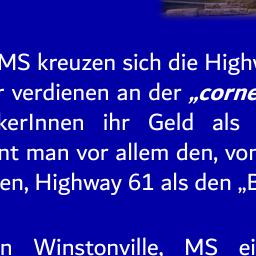 MS kreuzen sich die Highw
r verdienen an der „corne
kerInnen ihr Geld als
nt man vor allem den, vor
en, Highway 61 als den „B
n Winstonville, MS ei